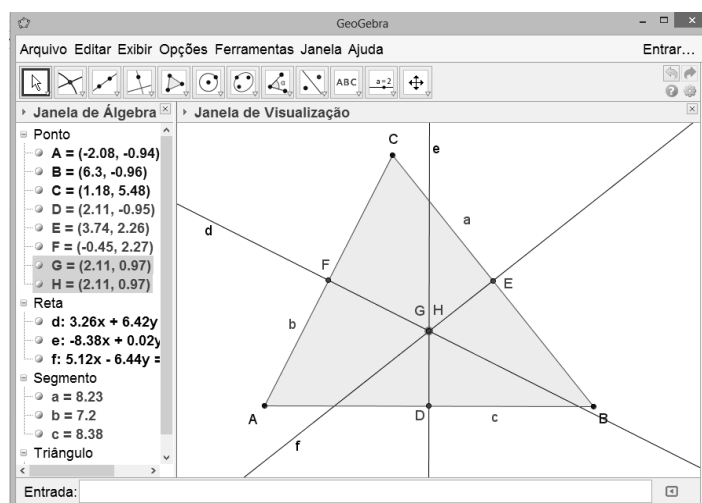 GeoGebra
Arquivo Editar Exibir Opções Ferramentas Janela Ajuda
Entrar...
ABC
a=2
Janela de Álgebra
Janela de Visualização
Ponto
A = (-2.08, -0.94)
B = (6.3, -0.96)
C = (1.18, 5.48)
D = (2.11, -0.95)
E = (3.74, 2.26)
F = (-0.45, 2.27)
G = (2.11, 0.97)
H = (2.11, 0.97)
Reta
d: 3.26x + 6.42y
e: -8.38x + 0.02y
f: 5.12x - 6.44y =
Segmento
a = 8.23
b = 7.2
c = 8.38
Triângulo
C
e
a
d
F
E
G H
b
A
D
c
B
f
Entrada: